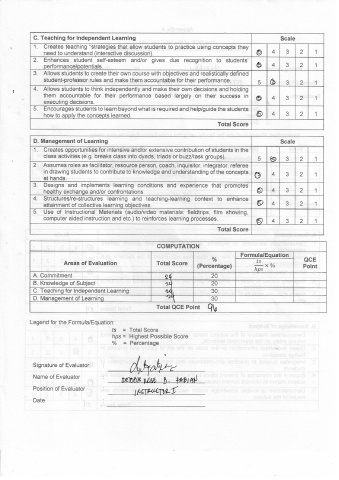 C. Teaching for Independent Learning Scale
1. Creates teaching strategies that allow students to practice using concepts they need to understand (interactive discussion). 5 4 3 2 1
2. Enhances student self-esteem and/or gives due recognition to students' performance/potentials. 5 4 3 2 1
3. Allows students to create their own course with objectives and realistically defined student-professor rules and make them accountable for their performance. 5 4 3 2 1
4. Allows students to think independently and make their own decisions and holding them accountable for their performance based largely on their success in executing decisions. 5 4 3 2 1
5. Encourages students to learn beyond what is required and help/guide the students how to apply the concepts learned. 5 4 3 2 1
Total Score
D. Management of Learning Scale
1. Creates opportunities for intensive and/or extensive contribution of students in the class activities (e.g. breaks class into dyads, triads or buzz/task groups). 5 4 3 2 1
2. Assumes roles as facilitator, resource person, coach, inquisitor, integrator, referee in drawing students to contribute to knowledge and understanding of the concepts at hands. 5 4 3 2 1
3. Designs and implements learning conditions and experience that promotes healthy exchange and/or confrontations 5 4 3 2 1
4. Structures/re-structures learning and teaching-learning context to enhance attainment of collective learning objectives. 5 4 3 2 1
5. Use of Instructional Materials (audio/video materials: fieldtrips, film showing, computer aided instruction and etc.) to reinforces learning processes. 5 4 3 2 1
Total Score
COMPUTATION
Areas of Evaluation Total Score % (Percentage) Formula/Equation ts/hps x % QCE Point
A. Commitment 24 20
B. Knowledge of Subject 24 20
C. Teaching for Independent Learning 24 30
D. Management of Learning 24 30
Total QCE Point 96
Legend for the Formula/Equation:
ts = Total Score
hps = Highest Possible Score
% = Percentage
Signature of Evaluator:
Name of Evaluator B. FABIAN
Position of Evaluator INSTRUCTOR I
Date